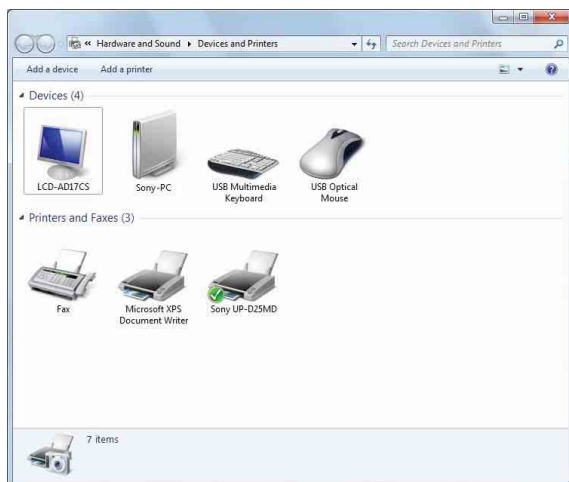 « Hardware and Sound ▸ Devices and Printers
Search Devices and Printers
Add a device Add a printer
Devices (4)
LCD-AD17CS Sony-PC USB Multimedia Keyboard USB Optical Mouse
Printers and Faxes (3)
Fax Microsoft XPS Document Writer Sony UP-D25MD
7 items